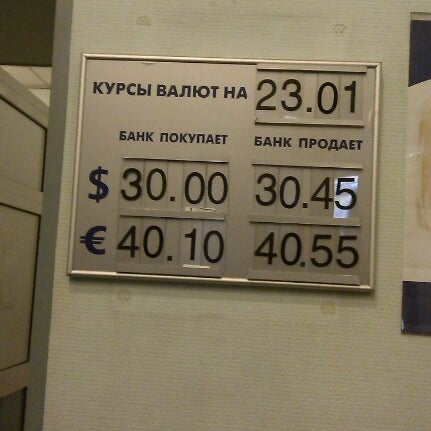 КУРСЫ ВАЛЮТ НА 23.01
БАНК ПОКУПАЕТ БАНК ПРОДАЕТ
$ 30.00 30.45
€ 40.10 40.55